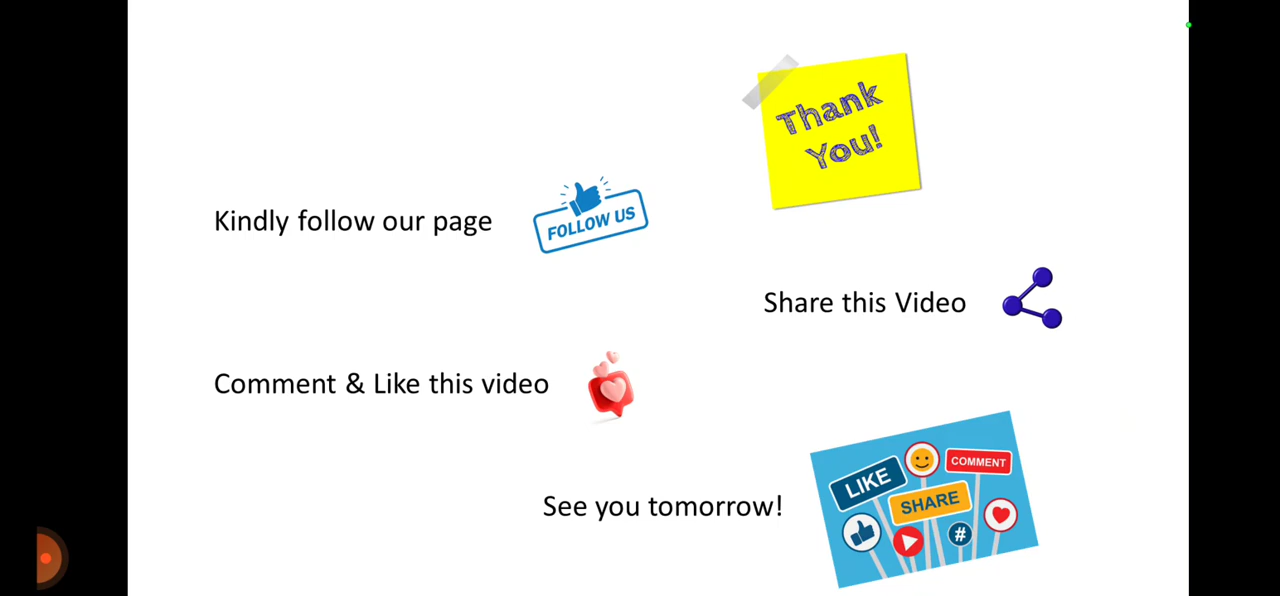 Thank
You!
Kindly follow our page
FOLLOW US
Share this Video
Comment & Like this video
See you tomorrow!
LIKE
COMMENT
SHARE
#